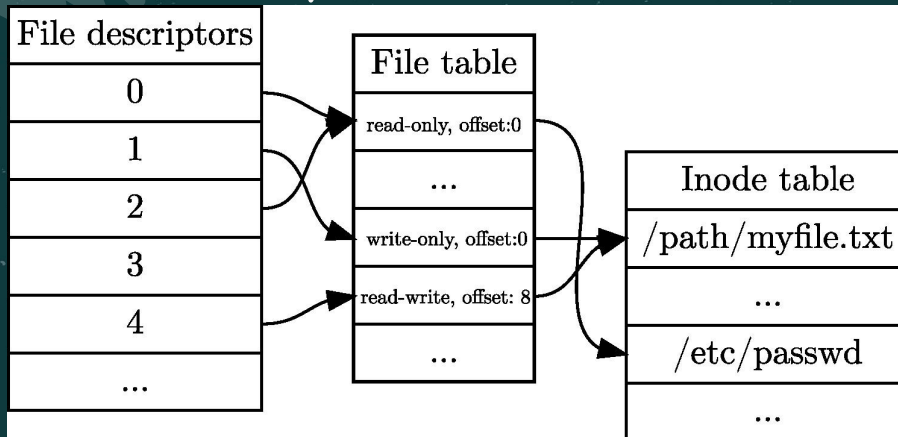 File descriptors
0
1
2
3
4
...
File table
read-only, offset:0
...
write-only, offset:0
read-write, offset: 8
...
Inode table
/path/myfile.txt
...
/etc/passwd
...